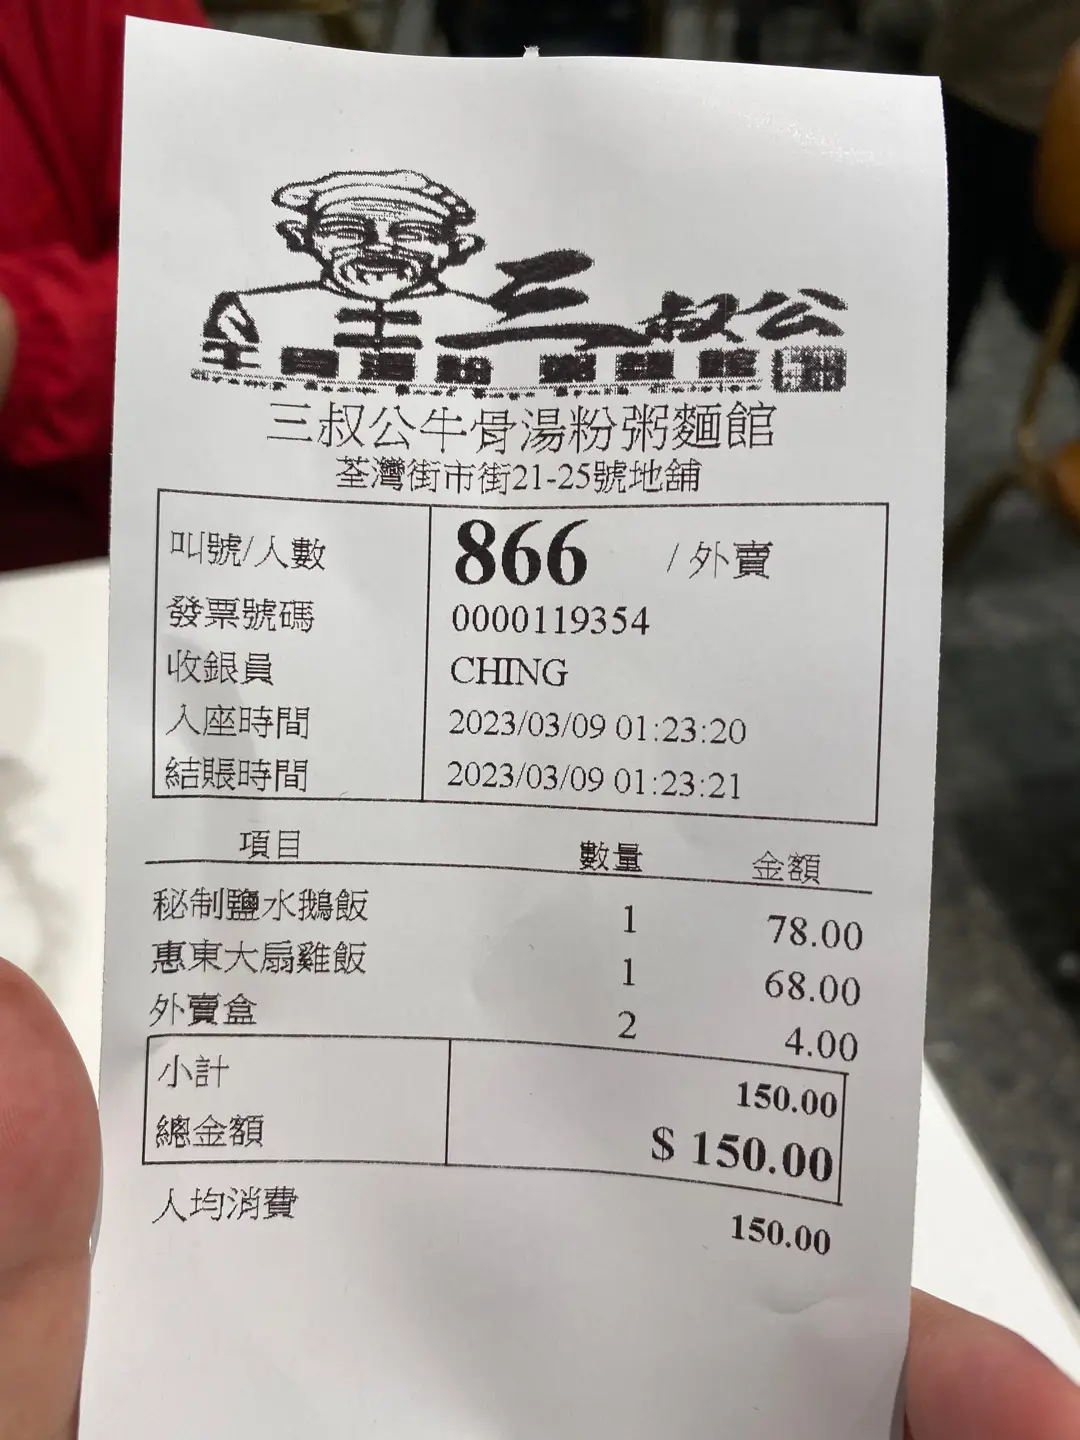 三叔公
三叔公牛骨湯粉粥麵館
荃灣街市街21-25號地舖
叫號/人數 866 / 外賣
發票號碼 0000119354
收銀員 CHING
入座時間 2023/03/09 01:23:20
結賬時間 2023/03/09 01:23:21
項目 數量 金額
秘制鹽水鵝飯 1 78.00
惠東大扇雞飯 1 68.00
外賣盒 2 4.00
小計 150.00
總金額 $ 150.00
人均消費 150.00